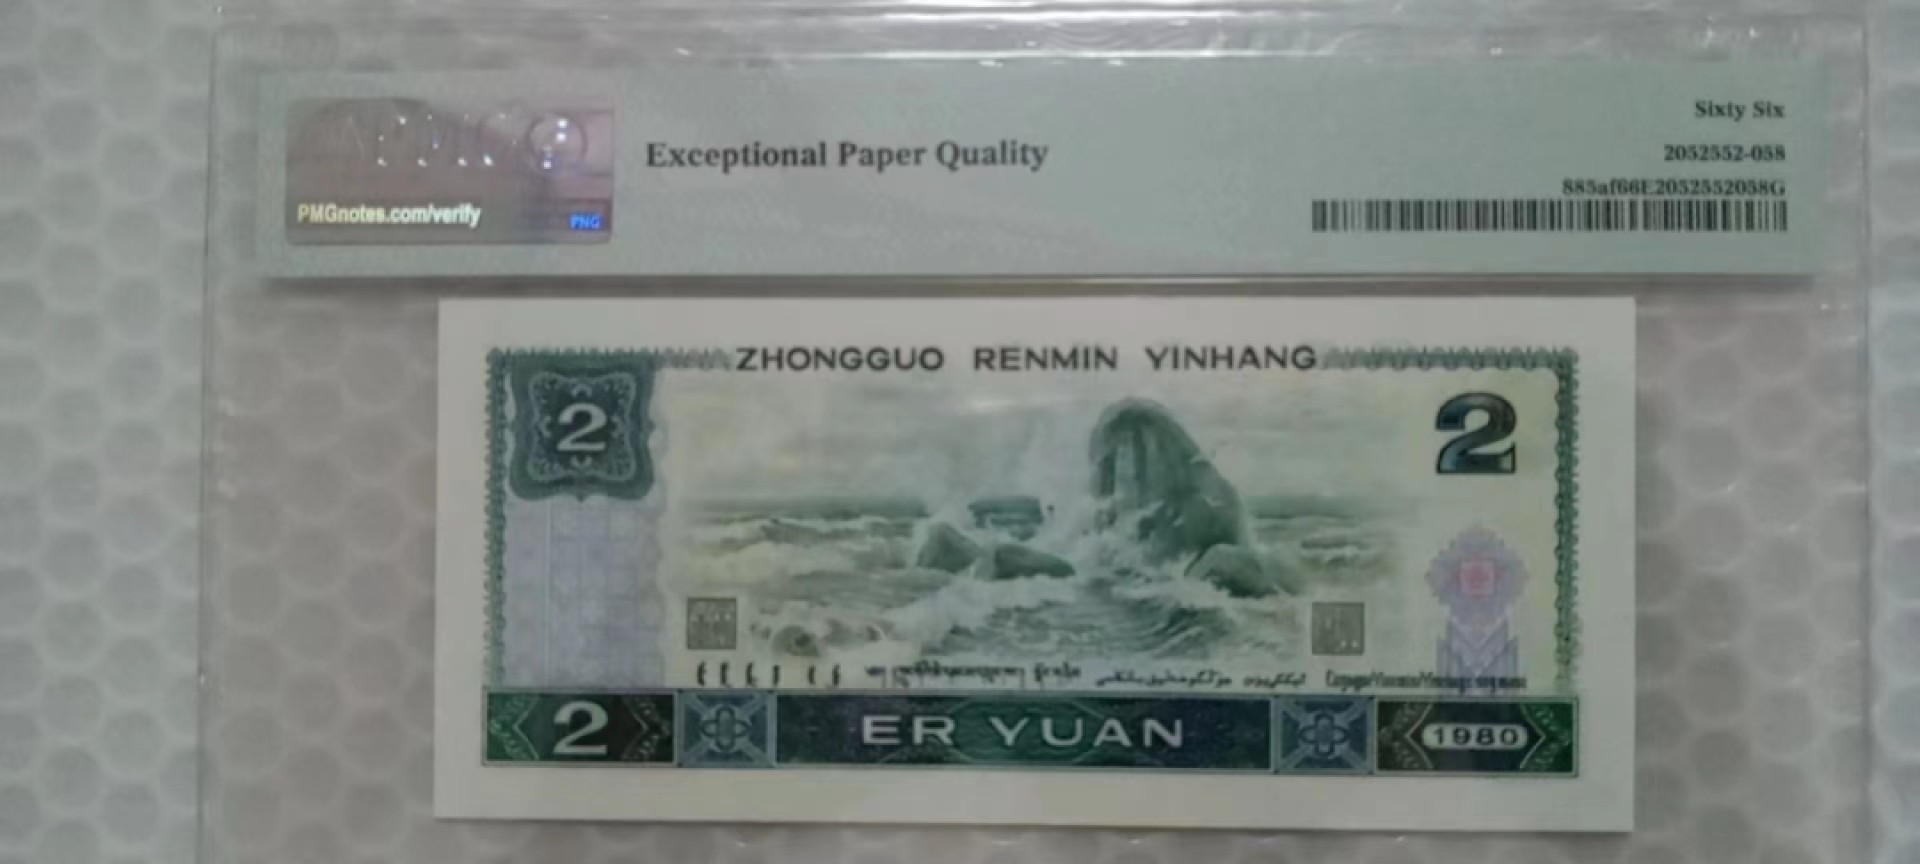 Sixty Six
Exceptional Paper Quality
2052552-058
885af66E2052552058G
PMGnotes.com/verify
PNG
ZHONGGUO RENMIN YINHANG
2
2
2
ER YUAN
1980